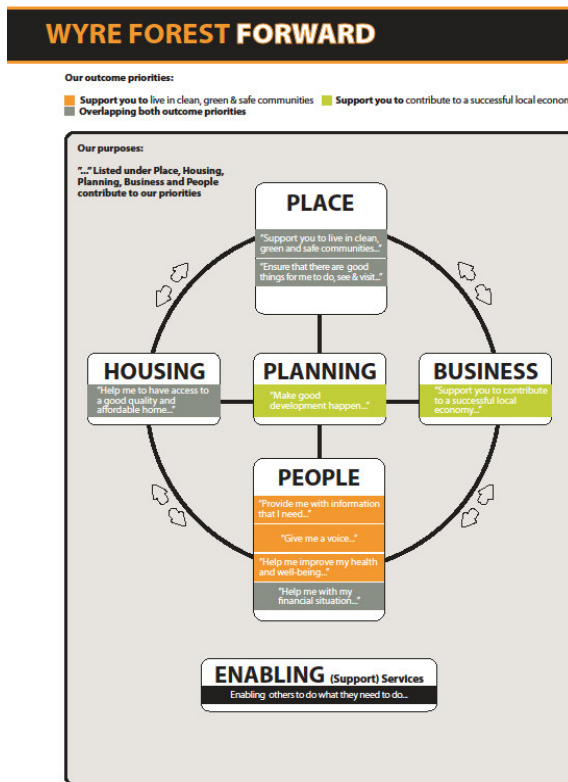 WYRE FOREST FORWARD
Our outcome priorities:
Support you to live in clean, green & safe communities Support you to contribute to a successful local econom
Overlapping both outcome priorities
Our purposes:
"..." Listed under Place, Housing,
Planning, Business and People
contribute to our priorities
PLACE
"Support you to live in clean,
green and safe communities..."
"Ensure that there are good
things for me to do, see & visit..."
HOUSING
"Help me to have access to
a good quality and
affordable home..."
PLANNING
"Make good
development happen..."
BUSINESS
"Support you to contribute
to a successful local
economy..."
PEOPLE
"Provide me with information
that I need..."
"Give me a voice..."
"Help me improve my health
and well-being..."
"Help me with my
financial situation..."
ENABLING (Support) Services
Enabling others to do what they need to do...